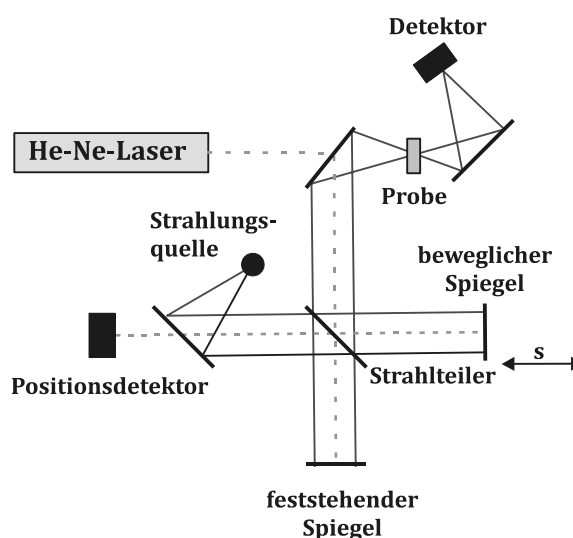 Detektor
He-Ne-Laser
Probe
Strahlungs-
quelle
beweglicher
Spiegel
s
Strahlteiler
Positionsdetektor
feststehender
Spiegel